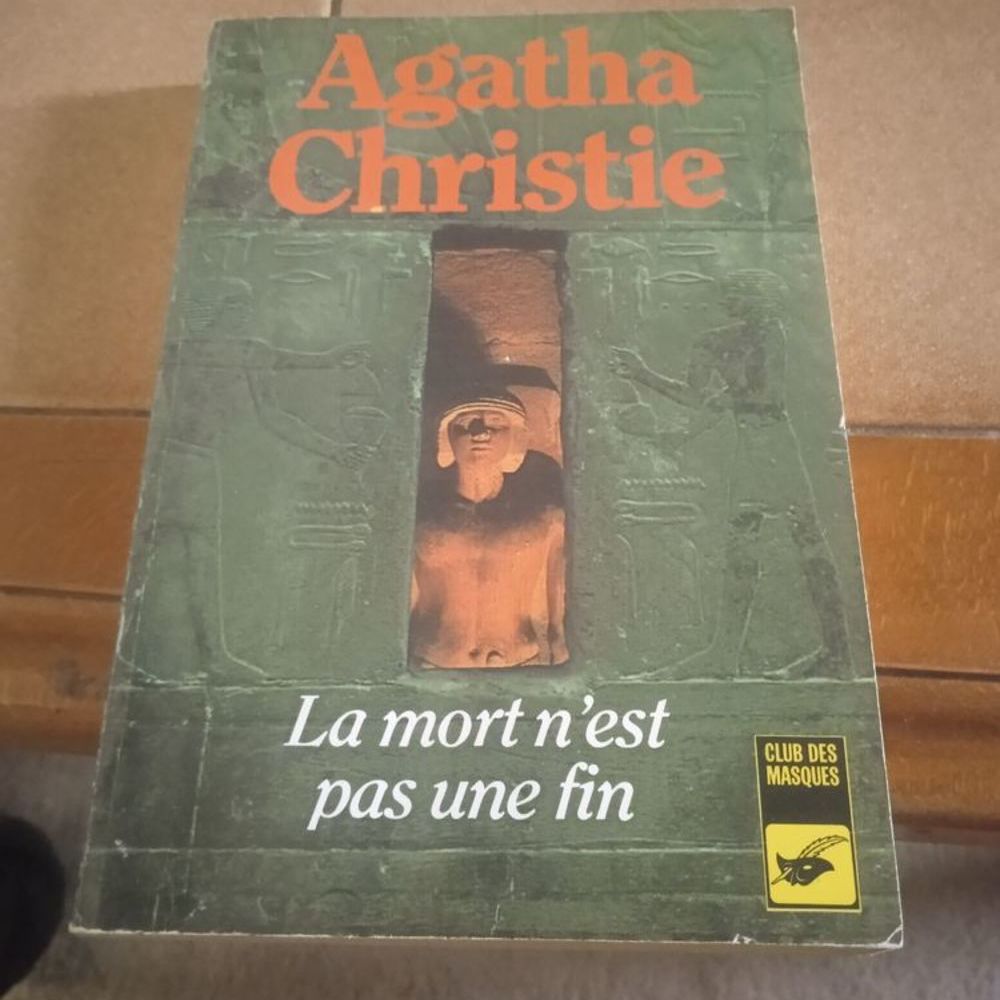 Agatha
Christie
La mort n'est
pas une fin
CLUB DES
MASQUES